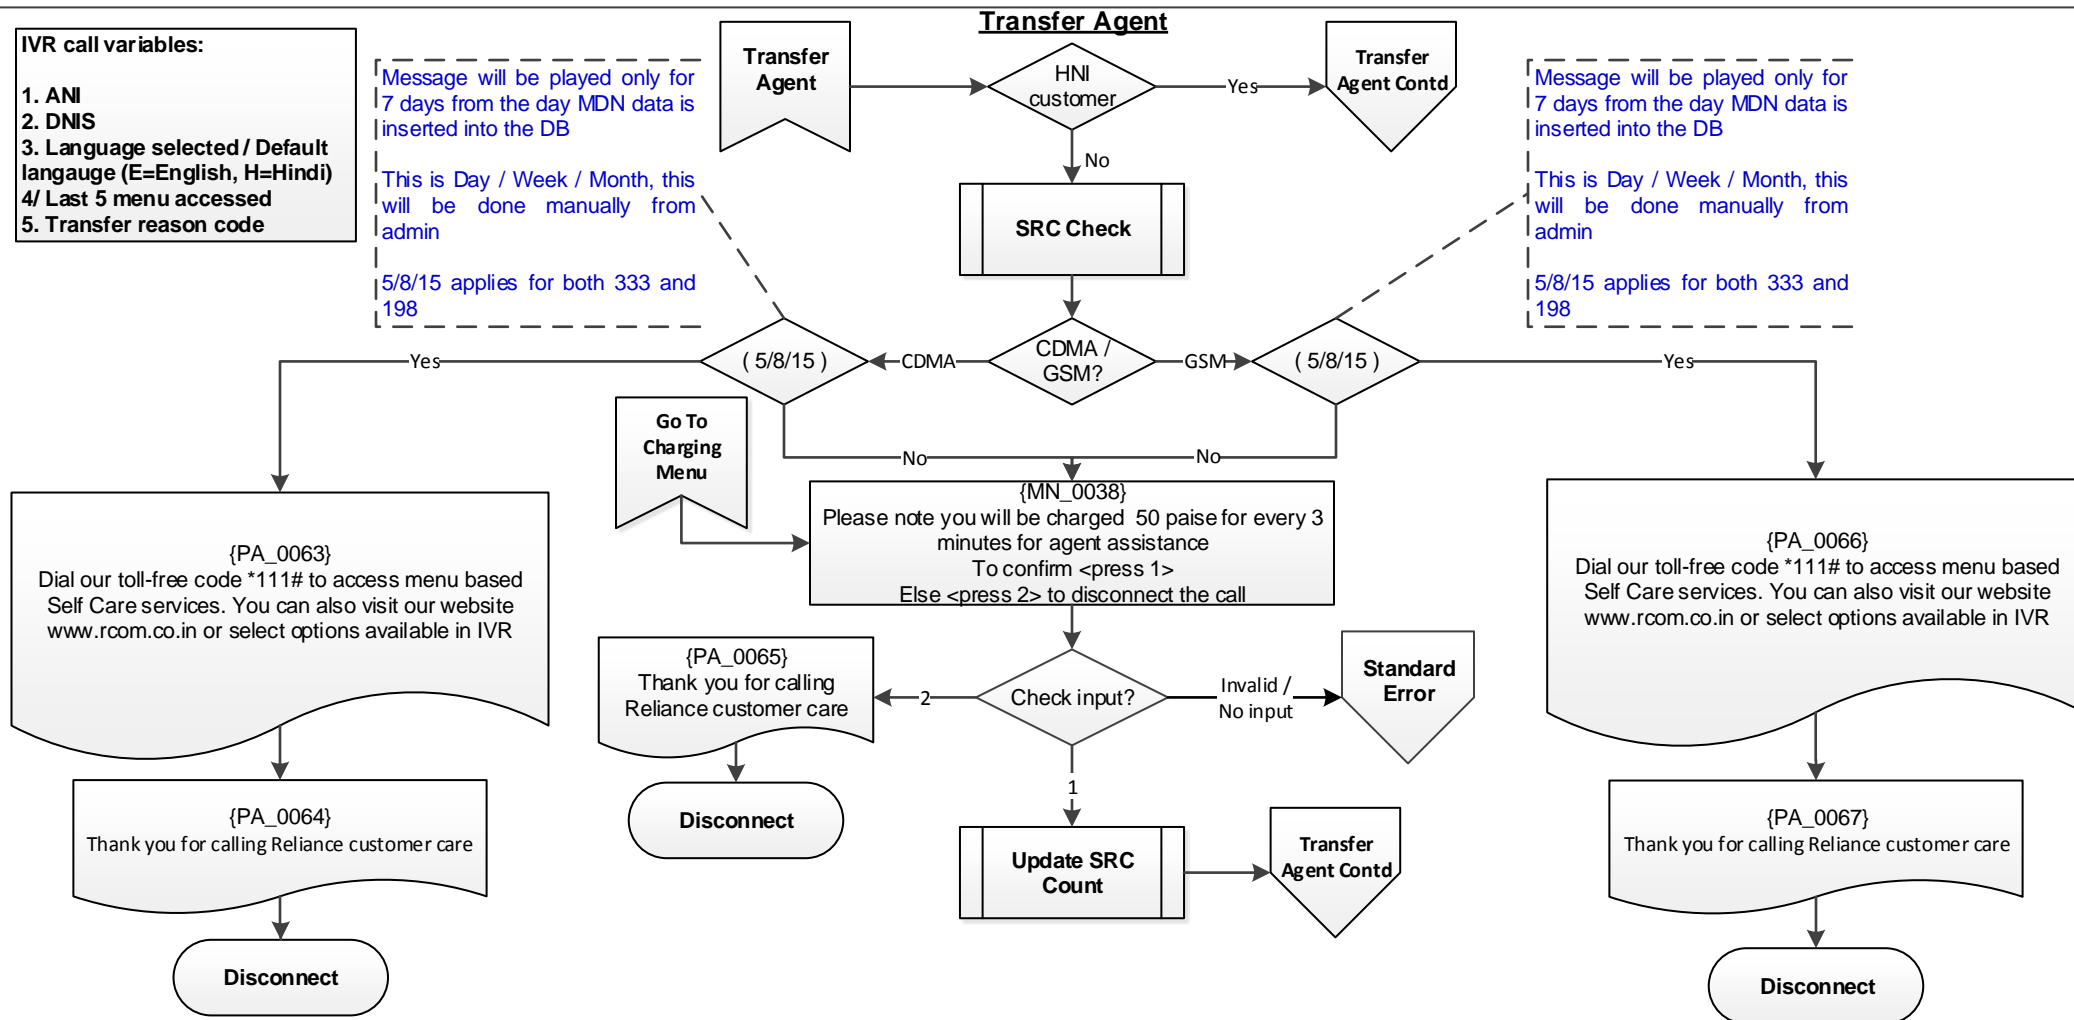 Transfer Agent
IVR call variables:
1. ANI
2. DNIS
3. Language selected / Default
langauge (E=English, H=Hindi)
4/ Last 5 menu accessed
5. Transfer reason code
Message will be played only for
7 days from the day MDN data is
inserted into the DB
This is Day / Week / Month, this
will be done manually from
admin
5/8/15 applies for both 333 and
198
Transfer
Agent
HNI
customer
Yes
Transfer
Agent Contd
Message will be played only for
7 days from the day MDN data is
inserted into the DB
This is Day / Week / Month, this
will be done manually from
admin
5/8/15 applies for both 333 and
198
No
SRC Check
Yes
( 5/8/15 )
CDMA
CDMA /
GSM?
GSM
( 5/8/15 )
Yes
Go To
Charging
Menu
No
No
{MN_0038}
Please note you will be charged 50 paise for every 3
minutes for agent assistance
To confirm <press 1>
Else <press 2> to disconnect the call
{PA_0063}
Dial our toll-free code *111# to access menu based
Self Care services. You can also visit our website
www.rcom.co.in or select options available in IVR
{PA_0066}
Dial our toll-free code *111# to access menu based
Self Care services. You can also visit our website
www.rcom.co.in or select options available in IVR
{PA_0065}
Thank you for calling
Reliance customer care
2
Check input?
Invalid /
No input
Standard
Error
1
Disconnect
{PA_0064}
Thank you for calling Reliance customer care
Update SRC
Count
Transfer
Agent Contd
{PA_0067}
Thank you for calling Reliance customer care
Disconnect
Disconnect